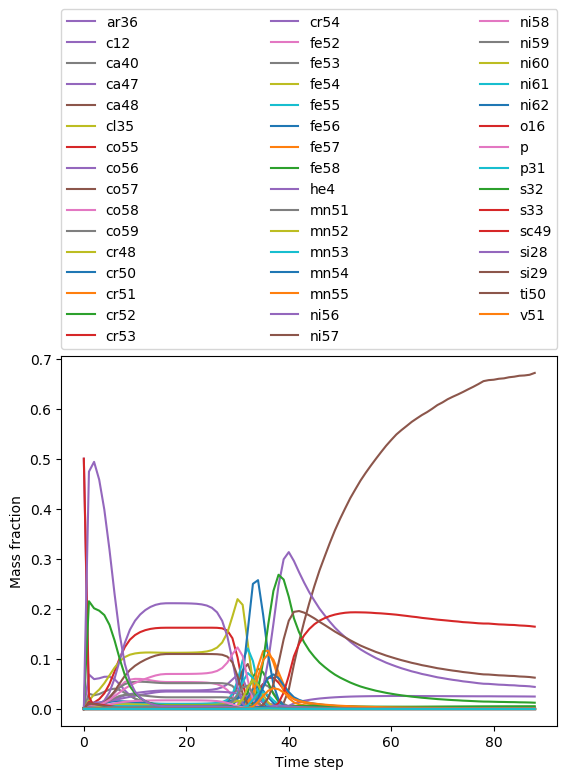 ar36 cr54 ni58
c12 fe52 ni59
ca40 fe53 ni60
ca47 fe54 ni61
ca48 fe55 ni62
cl35 fe56 o16
co55 fe57 p
co56 fe58 p31
co57 he4 s32
co58 mn51 s33
co59 mn52 sc49
cr48 mn53 si28
cr50 mn54 si29
cr51 mn55 ti50
cr52 ni56 v51
cr53 ni57
0.7
0.6
0.5
0.4
0.3
0.2
0.1
0.0
Mass fraction
0 20 40 60 80
Time step